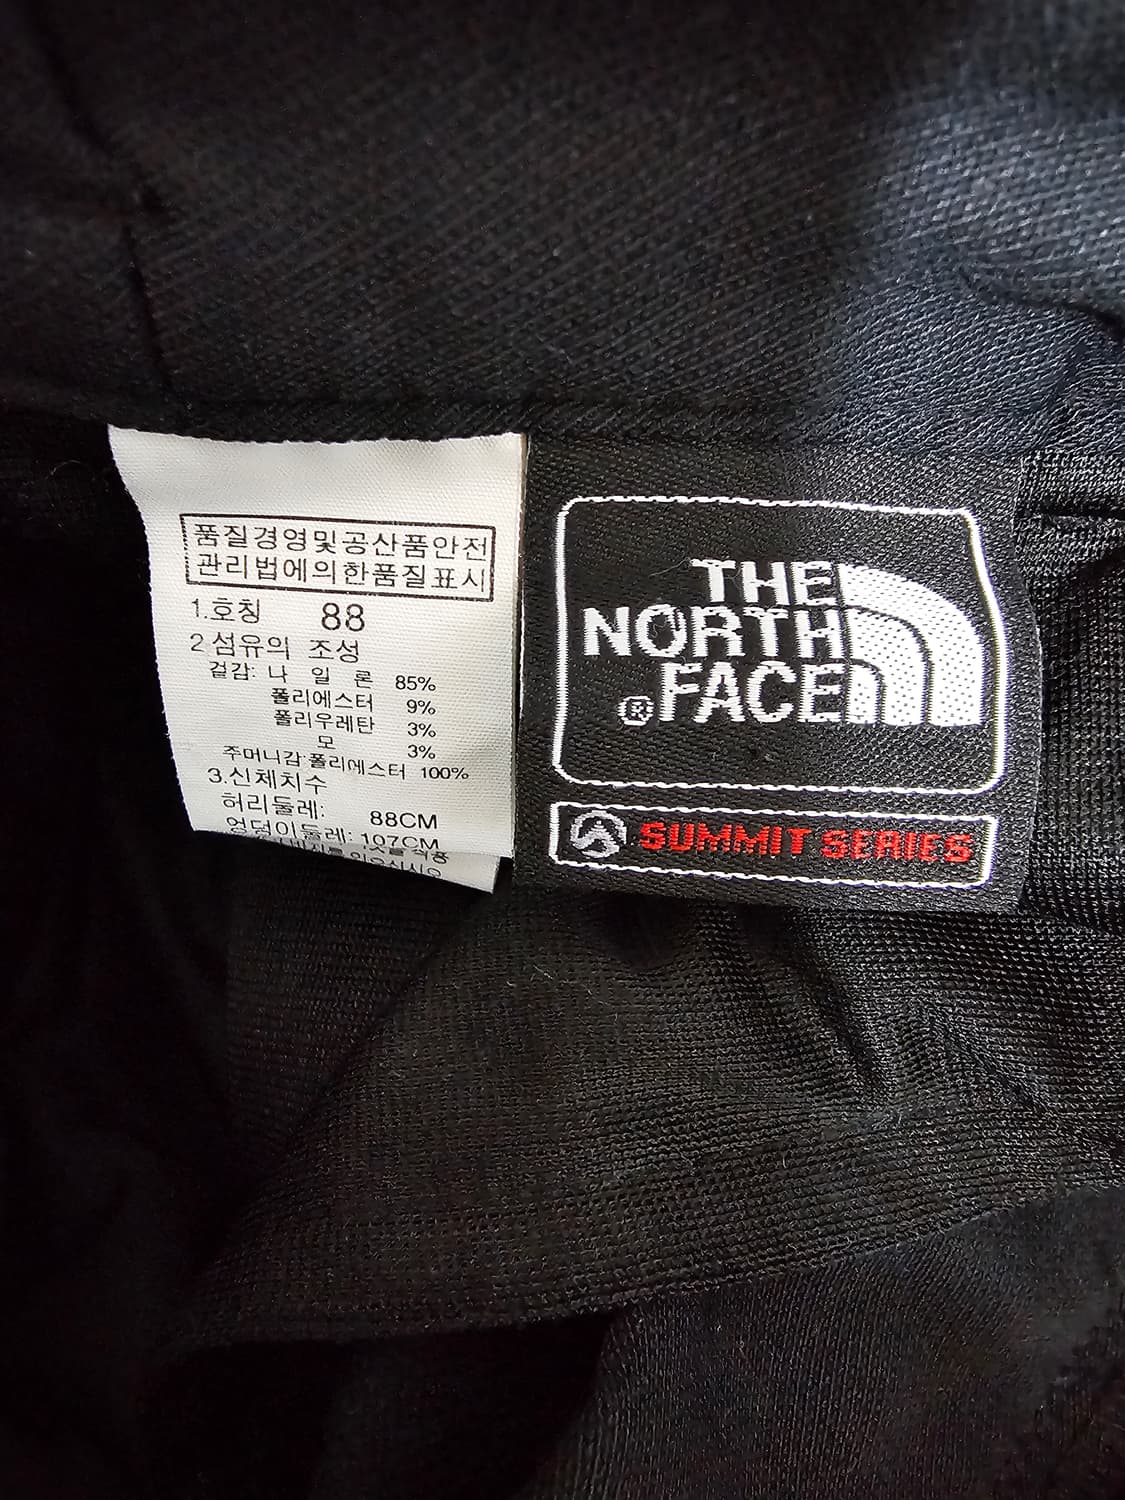 품질경영및공산품안전
관리법에의한품질표시
1.호칭 88
2 섬유의 조성
겉감: 나 일 론 85%
폴리에스터 9%
폴리우레탄 3%
모 3%
주머니감:폴리에스터 100%
3.신체치수
허리둘레: 88CM
엉덩이둘레: 107CM
THE
NORTH
®FACE
SUMMIT SERIES